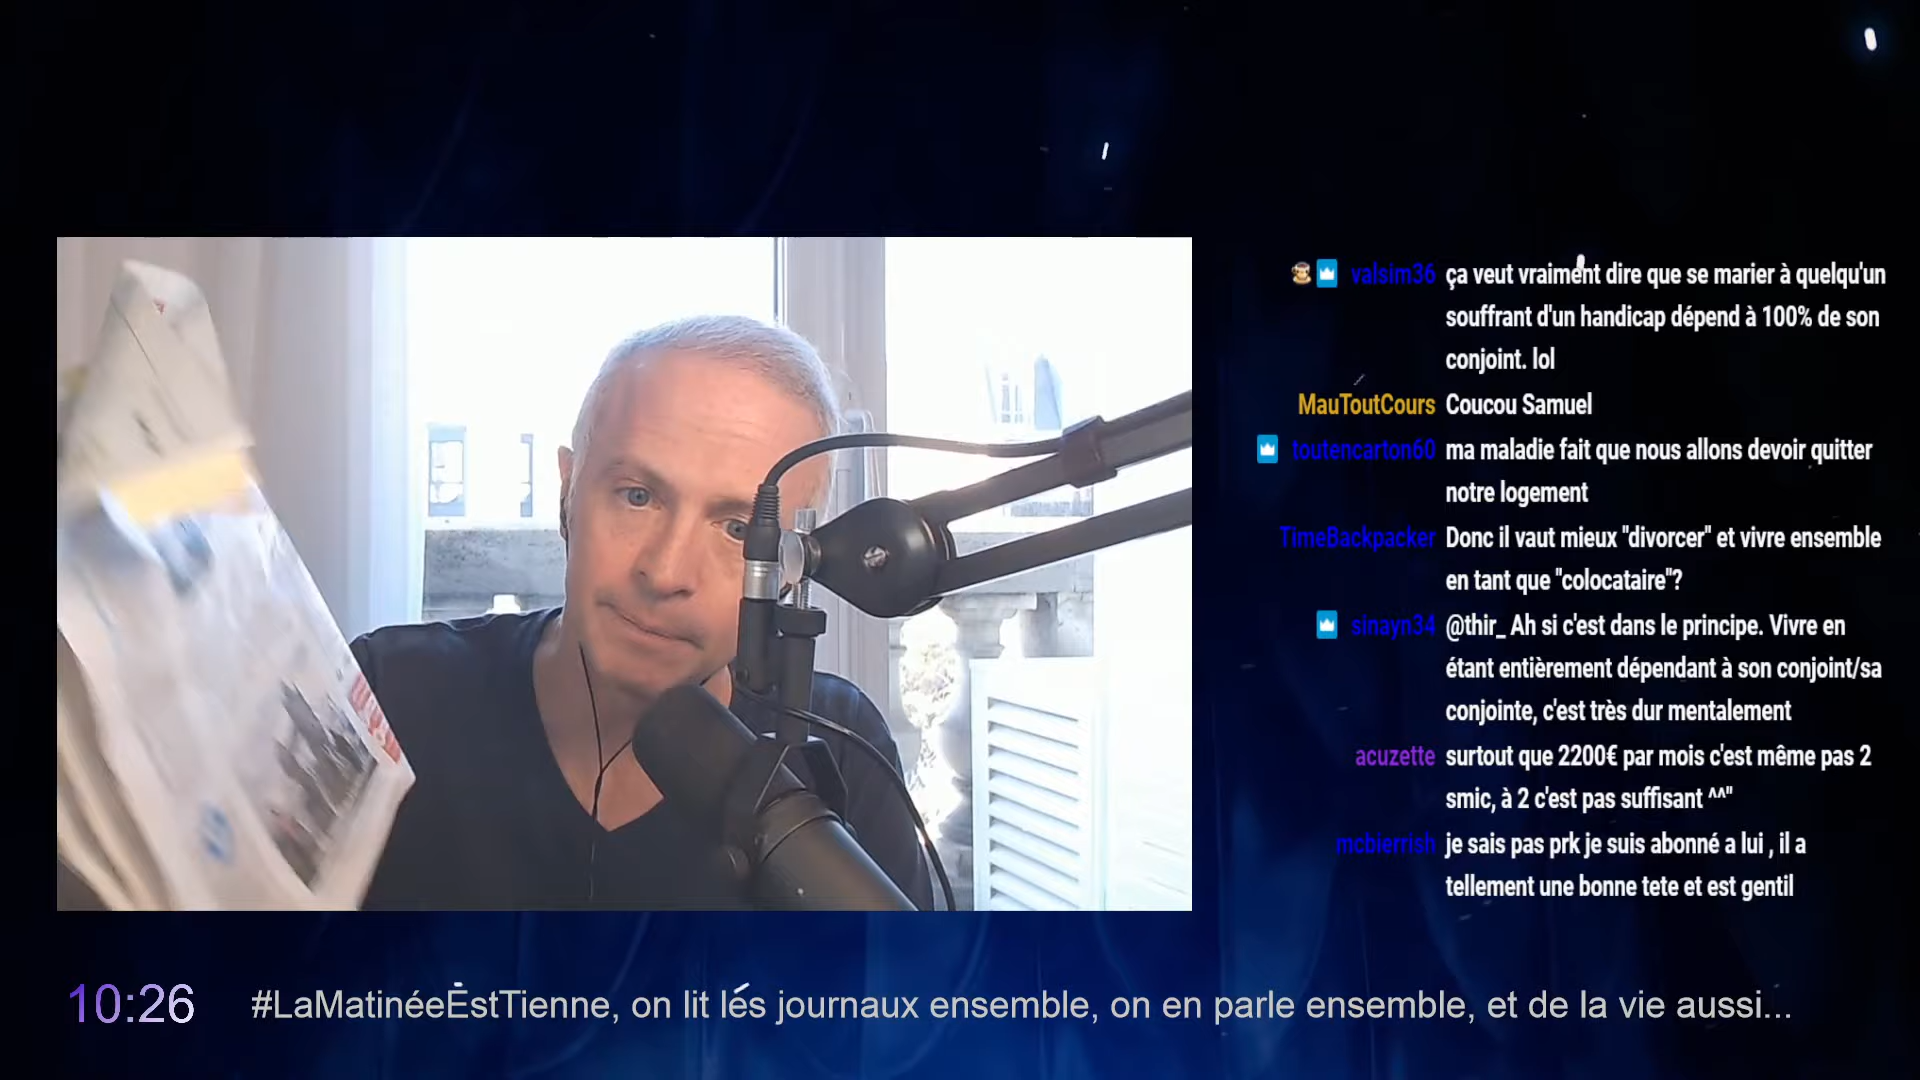 valsim36 ça veut vraiment dire que se marier à quelqu'un
souffrant d'un handicap dépend à 100% de son
conjoint. lol
MauToutCours Coucou Samuel
toutencarton60 ma maladie fait que nous allons devoir quitter
notre logement
TimeBackpacker Donc il vaut mieux "divorcer" et vivre ensemble
en tant que "colocataire"?
sinayn34 @thir_ Ah si c'est dans le principe. Vivre en
étant entièrement dépendant à son conjoint/sa
conjointe, c'est très dur mentalement
acuzette surtout que 2200€ par mois c'est même pas 2
smic, à 2 c'est pas suffisant ^^"
mcbierrish je sais pas prk je suis abonné a lui , il a
tellement une bonne tete et est gentil
10:26 #LaMatinéeEstTienne, on lit les journaux ensemble, on en parle ensemble, et de la vie aussi...